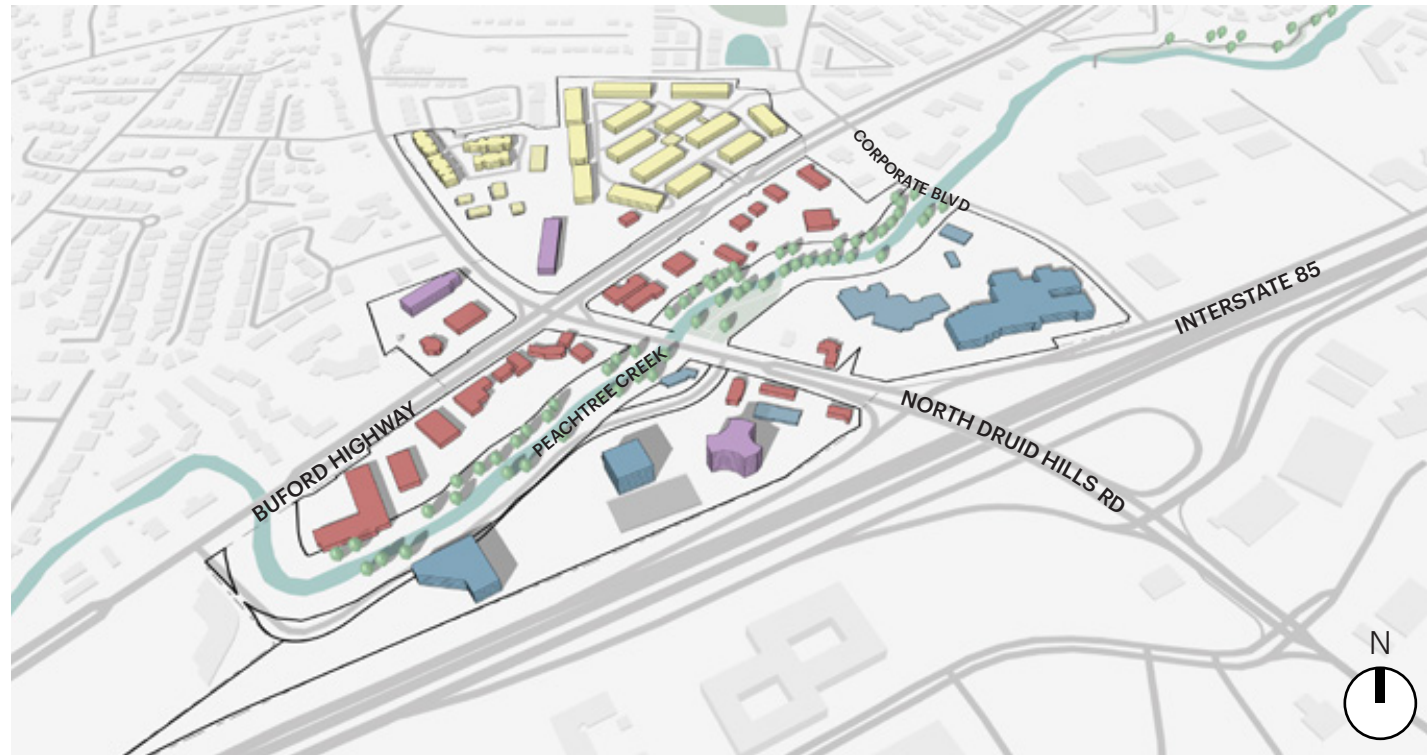 CORPORATE BLVD
INTERSTATE 85
PEACHTREE CREEK
BUFORD HIGHWAY
NORTH DRUID HILLS RD
N